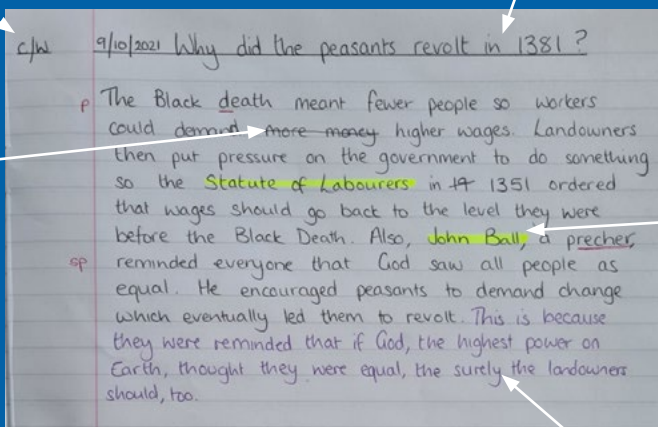 c/w 9/10/2021 Why did the peasants revolt in 1381?
p The Black death meant fewer people so workers
could demand more money higher wages. Landowners
then put pressure on the government to do something
so the Statute of Labourers in 14 1351 ordered
that wages should go back to the level they were
before the Black Death. Also, John Ball, a precher,
sp reminded everyone that God saw all people as
equal. He encouraged peasants to demand change
which eventually led them to revolt. This is because
they were reminded that if God, the highest power on
Earth, thought they were equal, the surely the landowners
should, too.